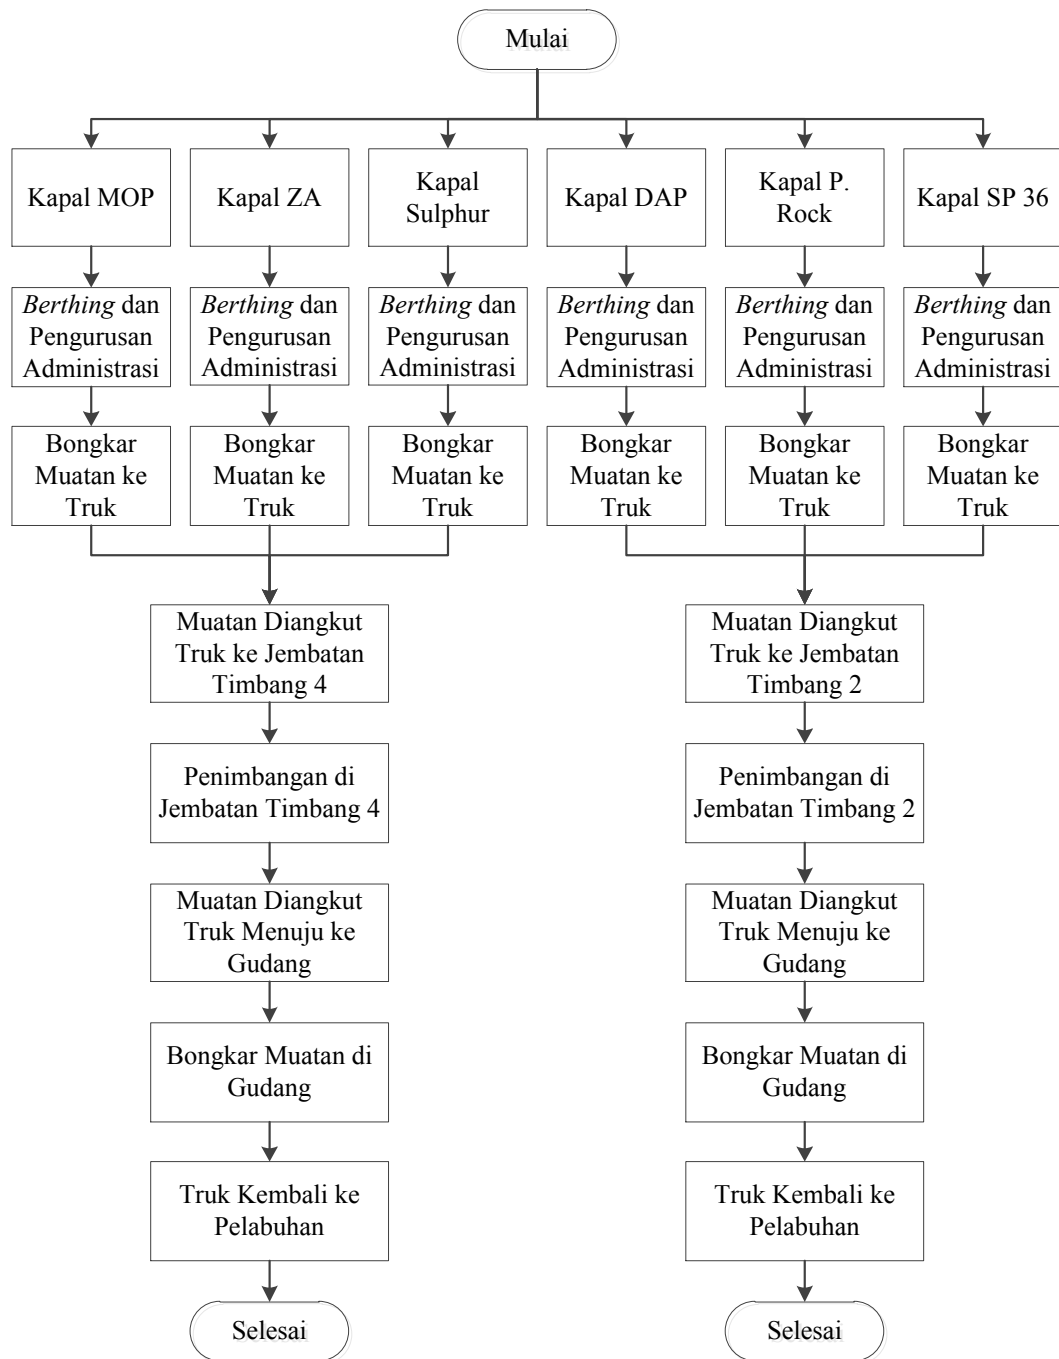 Mulai
Kapal MOP
Kapal ZA
Kapal
Sulphur
Kapal DAP
Kapal P.
Rock
Kapal SP 36
Berthing dan
Pengurusan
Administrasi
Berthing dan
Pengurusan
Administrasi
Berthing dan
Pengurusan
Administrasi
Berthing dan
Pengurusan
Administrasi
Berthing dan
Pengurusan
Administrasi
Berthing dan
Pengurusan
Administrasi
Bongkar
Muatan ke
Truk
Bongkar
Muatan ke
Truk
Bongkar
Muatan ke
Truk
Bongkar
Muatan ke
Truk
Bongkar
Muatan ke
Truk
Bongkar
Muatan ke
Truk
Muatan Diangkut
Truk ke Jembatan
Timbang 4
Penimbangan di
Jembatan Timbang 4
Muatan Diangkut
Truk Menuju ke
Gudang
Bongkar Muatan di
Gudang
Truk Kembali ke
Pelabuhan
Selesai
Muatan Diangkut
Truk ke Jembatan
Timbang 2
Penimbangan di
Jembatan Timbang 2
Muatan Diangkut
Truk Menuju ke
Gudang
Bongkar Muatan di
Gudang
Truk Kembali ke
Pelabuhan
Selesai